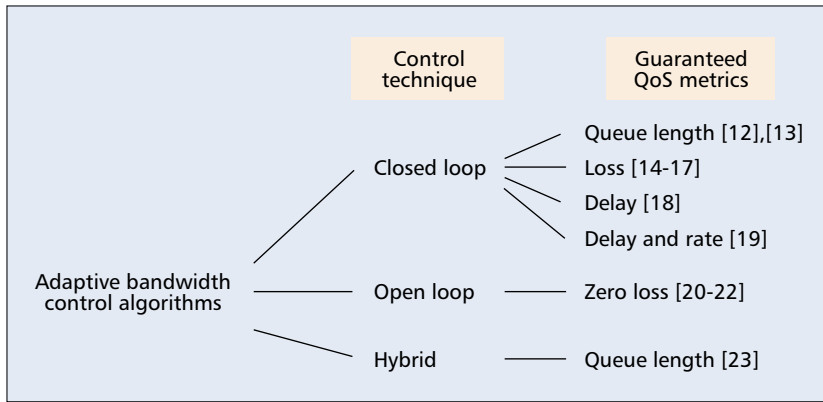 Control
technique
Guaranteed
QoS metrics
Queue length [12],[13]
Closed loop
Loss [14-17]
Delay [18]
Delay and rate [19]
Adaptive bandwidth
control algorithms
Open loop
Zero loss [20-22]
Hybrid
Queue length [23]